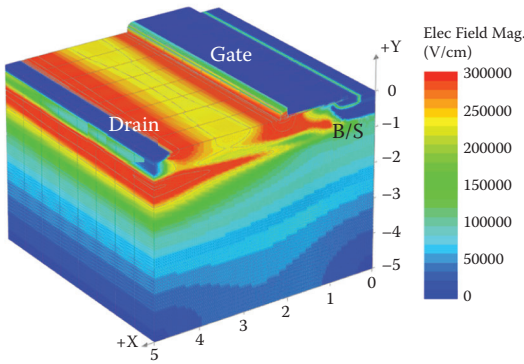 Elec Field Mag.
(V/cm)
+Y
Gate
Drain
B/S
0
−1
−2
−3
−4
−5
300000
250000
200000
150000
100000
50000
0
+X
5
4
3
2
1
0